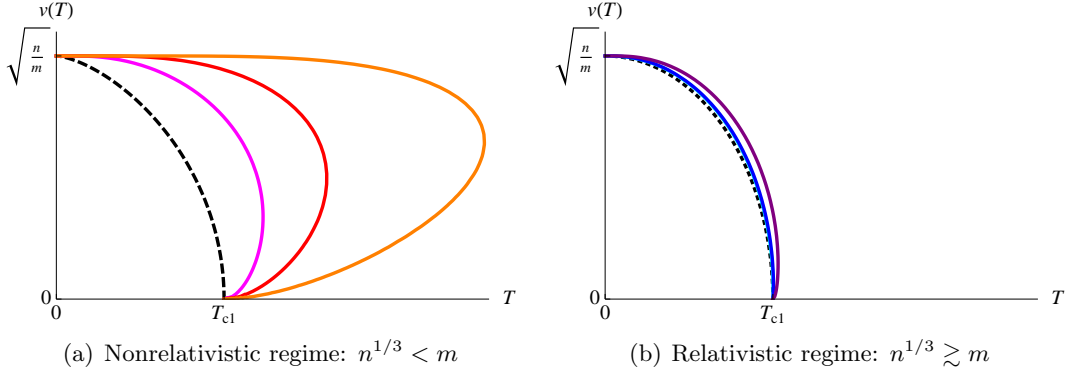 v(T)
√(n/m)
0
0
T_c1
T
(a) Nonrelativistic regime: n^{1/3} < m
v(T)
√(n/m)
0
0
T_c1
T
(b) Relativistic regime: n^{1/3} ≳ m